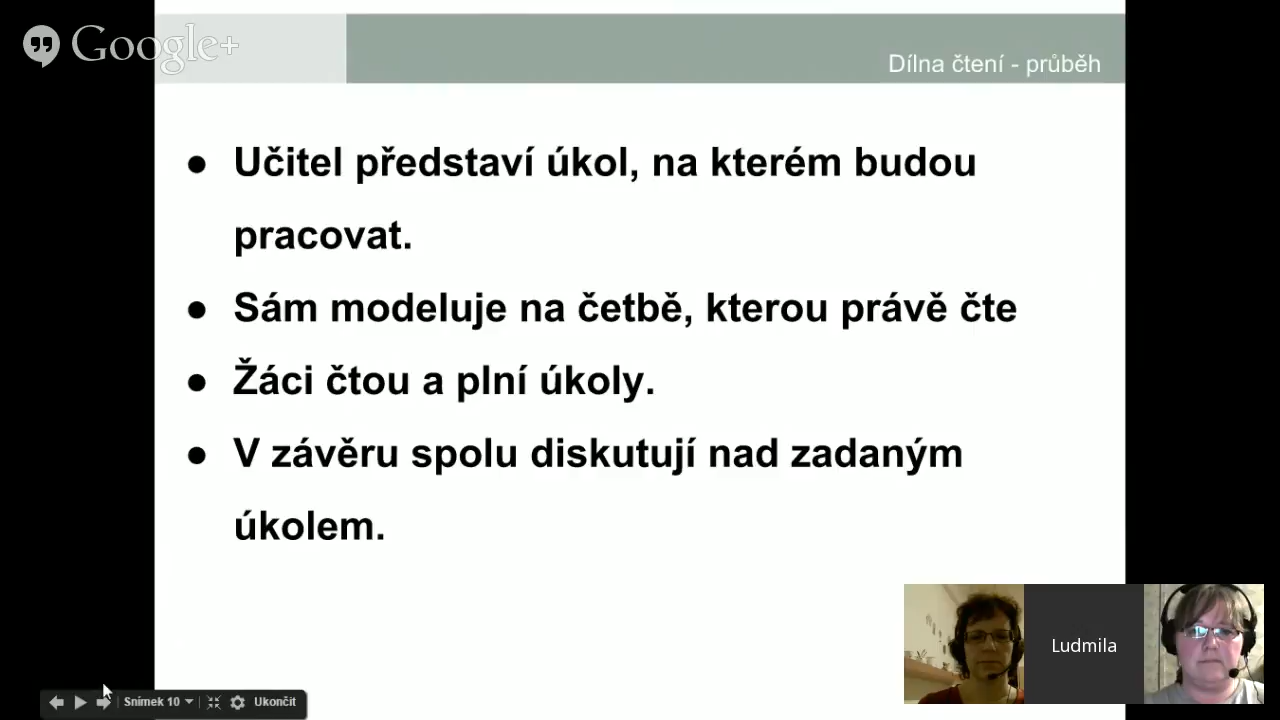 Google+
Dílna čtení - průběh
● Učitel představí úkol, na kterém budou
pracovat.
● Sám modeluje na četbě, kterou právě čte
● Žáci čtou a plní úkoly.
● V závěru spolu diskutují nad zadaným
úkolem.
Ludmila
Snímek 10
Ukončit